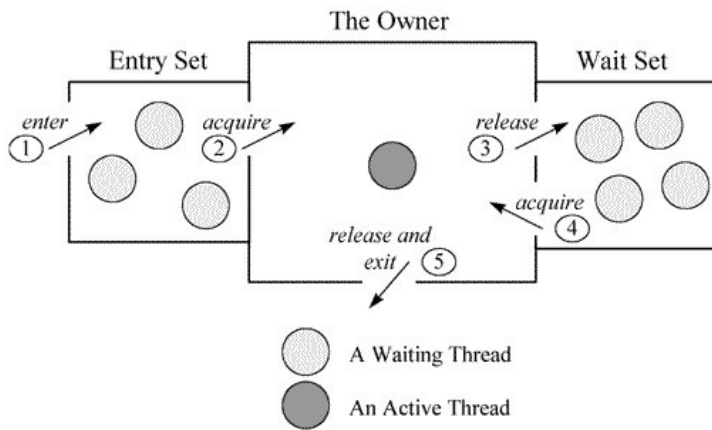 The Owner
Entry Set
Wait Set
enter
1
acquire
2
release
3
acquire
4
release and
exit
5
A Waiting Thread
An Active Thread